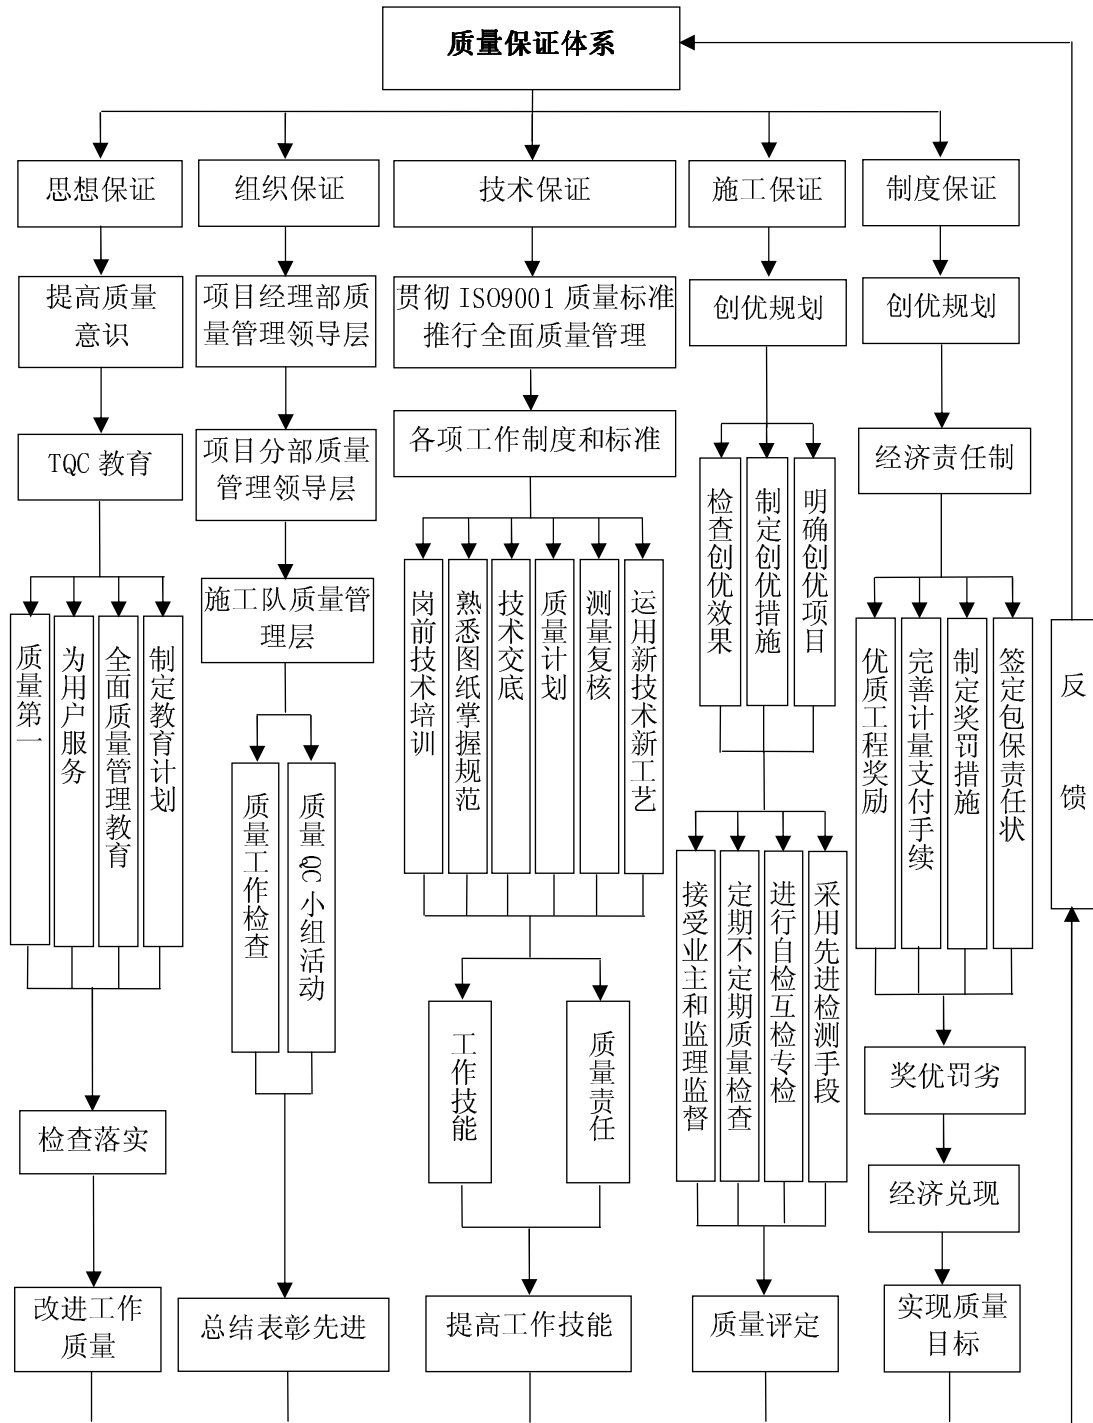 质量保证体系
思想保证
组织保证
技术保证
施工保证
制度保证
提高质量
意识
项目经理部质
量管理领导层
贯彻 ISO9001 质量标准
推行全面质量管理
创优规划
创优规划
TQC 教育
项目分部质量
管理领导层
各项工作制度和标准
经济责任制
施工队质量管
理层
质量第一
为用户服务
全面质量管理教育
制定教育计划
质量工作检查
质量 QC 小组活动
岗前技术培训
熟悉图纸掌握规范
技术交底
质量计划
测量复核
运用新技术新工艺
检查创优效果
制定创优措施
明确创优项目
优质工程奖励
完善计量支付手续
制定奖罚措施
签定包保责任状
反馈
接受业主和监理监督
定期不定期质量检查
进行自检互检专检
采用先进检测手段
工作技能
质量责任
奖优罚劣
检查落实
经济兑现
改进工作
质量
总结表彰先进
提高工作技能
质量评定
实现质量
目标